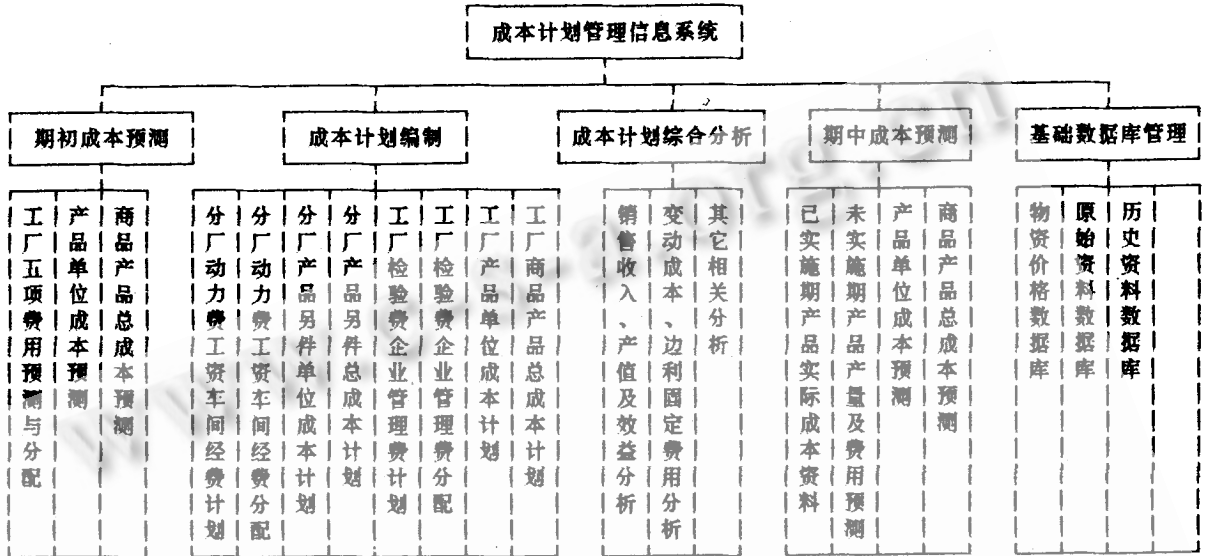 成本计划管理信息系统
期初成本预测
成本计划编制
成本计划综合分析
期中成本预测
基础数据库管理
工厂五项费用预测与分配
产品单位成本预测
商品产品总成本预测
分厂动力费工资车间经费计划
分厂动力费工资车间经费分配
分厂产品另件单位成本计划
分厂产品另件总成本计划
工厂检验费企业管理费计划
工厂检验费企业管理费分配
工厂产品单位成本计划
工厂商品产品总成本计划
销售收入、产值及效益分析
变动成本、边利固定费用分析
其它相关分析
已实施期产品实际成本资料
未实施期产品产量及费用预测
产品单位成本预测
商品产品总成本预测
物资价格数据库
原始资料数据库
历史资料数据库